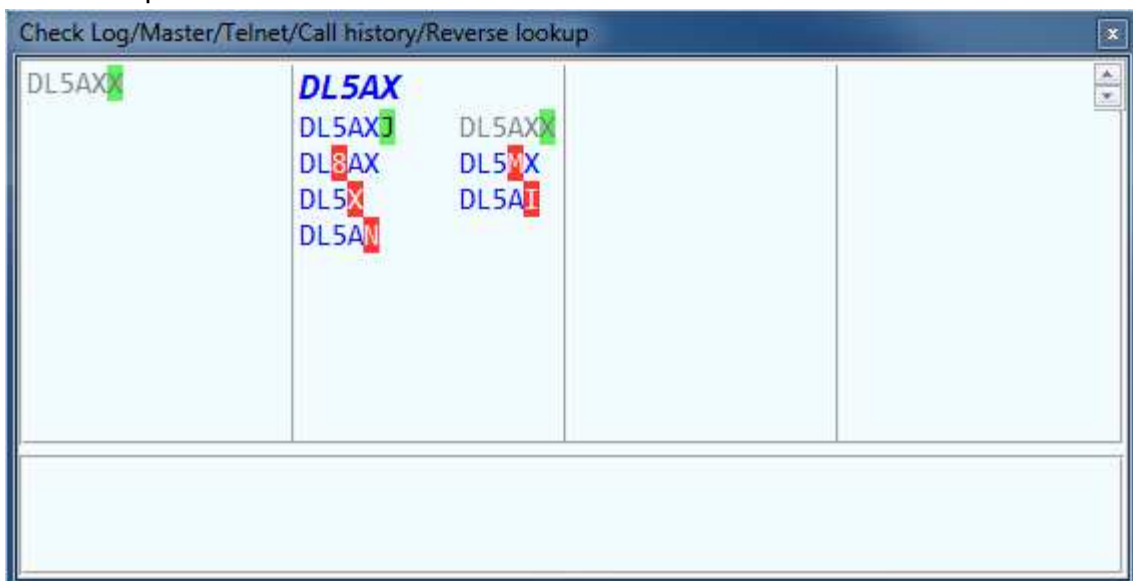 Check Log/Master/Telnet/Call history/Reverse lookup
DL5AXX
DL5AX
DL5AXJ DL5AXX
DL8AX DL5MX
DL5X DL5AI
DL5AN